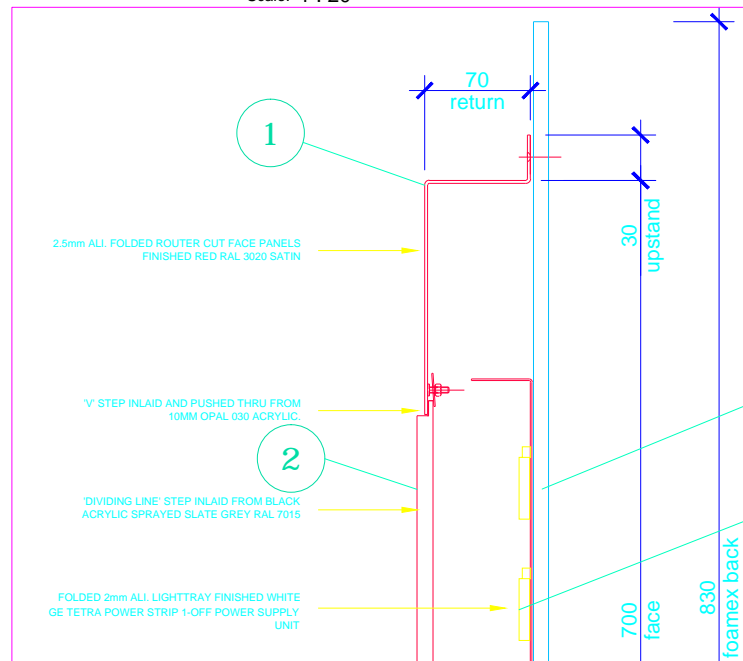 70
return
1
2.5mm ALI. FOLDED ROUTER CUT FACE PANELS
FINISHED RED RAL 3020 SATIN
30
upstand
'V' STEP INLAID AND PUSHED THRU FROM
10MM OPAL 030 ACRYLIC.
2
'DIVIDING LINE' STEP INLAID FROM BLACK
ACRYLIC SPRAYED SLATE GREY RAL 7015
FOLDED 2mm ALI. LIGHTTRAY FINISHED WHITE
GE TETRA POWER STRIP 1-OFF POWER SUPPLY
UNIT
700
face
830
foamex back